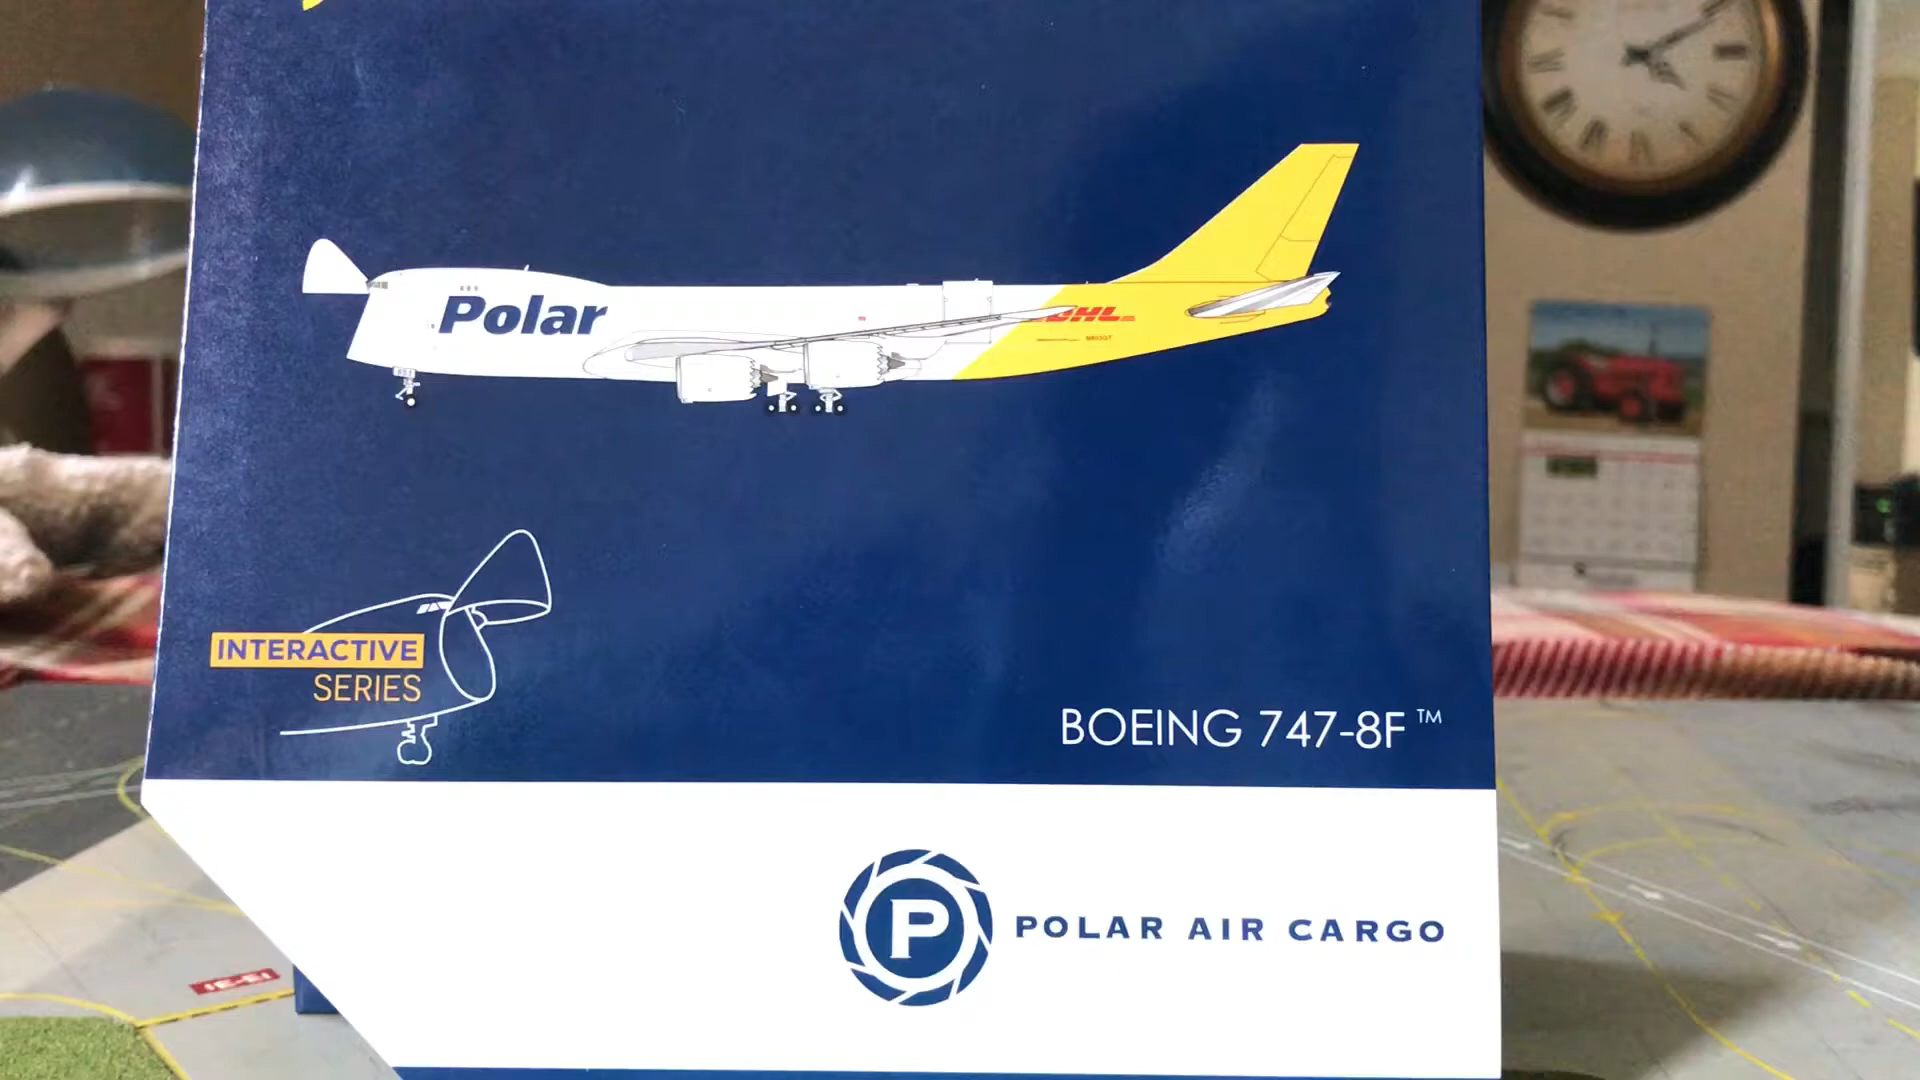 Polar
DHL
INTERACTIVE
SERIES
BOEING 747-8F™
P
POLAR AIR CARGO